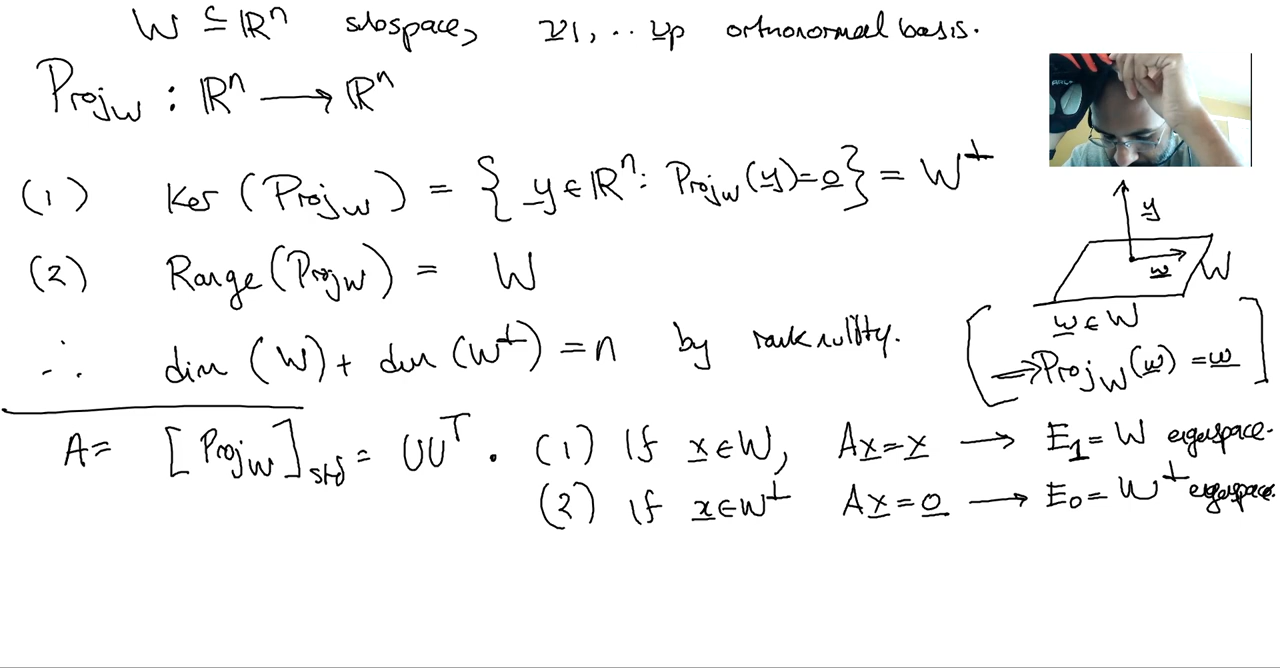 W ⊆ ℝⁿ subspace, v1, .. vp orthonormal basis.
Proj_W : ℝⁿ ⟶ ℝⁿ
(1) Ker (Proj_W) = { y ∈ ℝⁿ : Proj_W(y) = 0 } = W^⊥
(2) Range (Proj_W) = W
∴ dim (W) + dim (W^⊥) = n by rank nullity.
y
w
W
w ∈ W
[ ⟹ Proj_W(w) = w ]
A = [Proj_W]_std = UU^T . (1) If x ∈ W, Ax = x ⟶ E_1 = W eigenspace.
(2) if x ∈ W^⊥ Ax = 0 ⟶ E_0 = W^⊥ eigenspace.